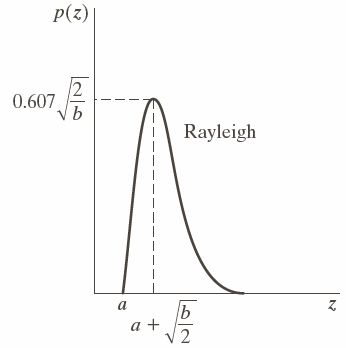 p(z)
0.607 √(2/b)
Rayleigh
a
z
a + √(b/2)